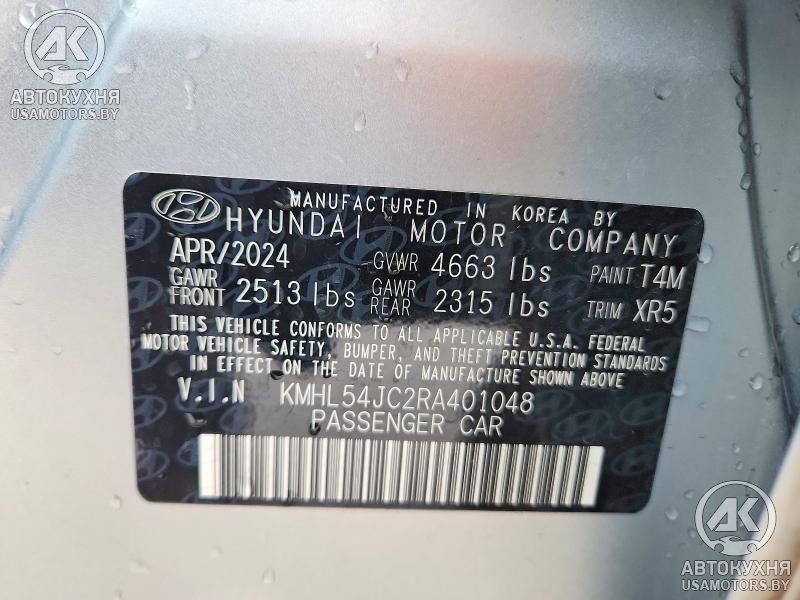 АВТОКУХНЯ
USAMOTORS.BY
MANUFACTURED IN KOREA BY
HYUNDAI MOTOR COMPANY
APR/2024 GVWR 4663 lbs PAINT T4M
GAWR FRONT 2513 lbs GAWR REAR 2315 lbs TRIM XR5
THIS VEHICLE CONFORMS TO ALL APPLICABLE U.S.A. FEDERAL
MOTOR VEHICLE SAFETY, BUMPER, AND THEFT PREVENTION STANDARDS
IN EFFECT ON THE DATE OF MANUFACTURE SHOWN ABOVE
V.I.N KMHL54JC2RA401048
PASSENGER CAR
АК
АВТОКУХНЯ
USAMOTORS.BY